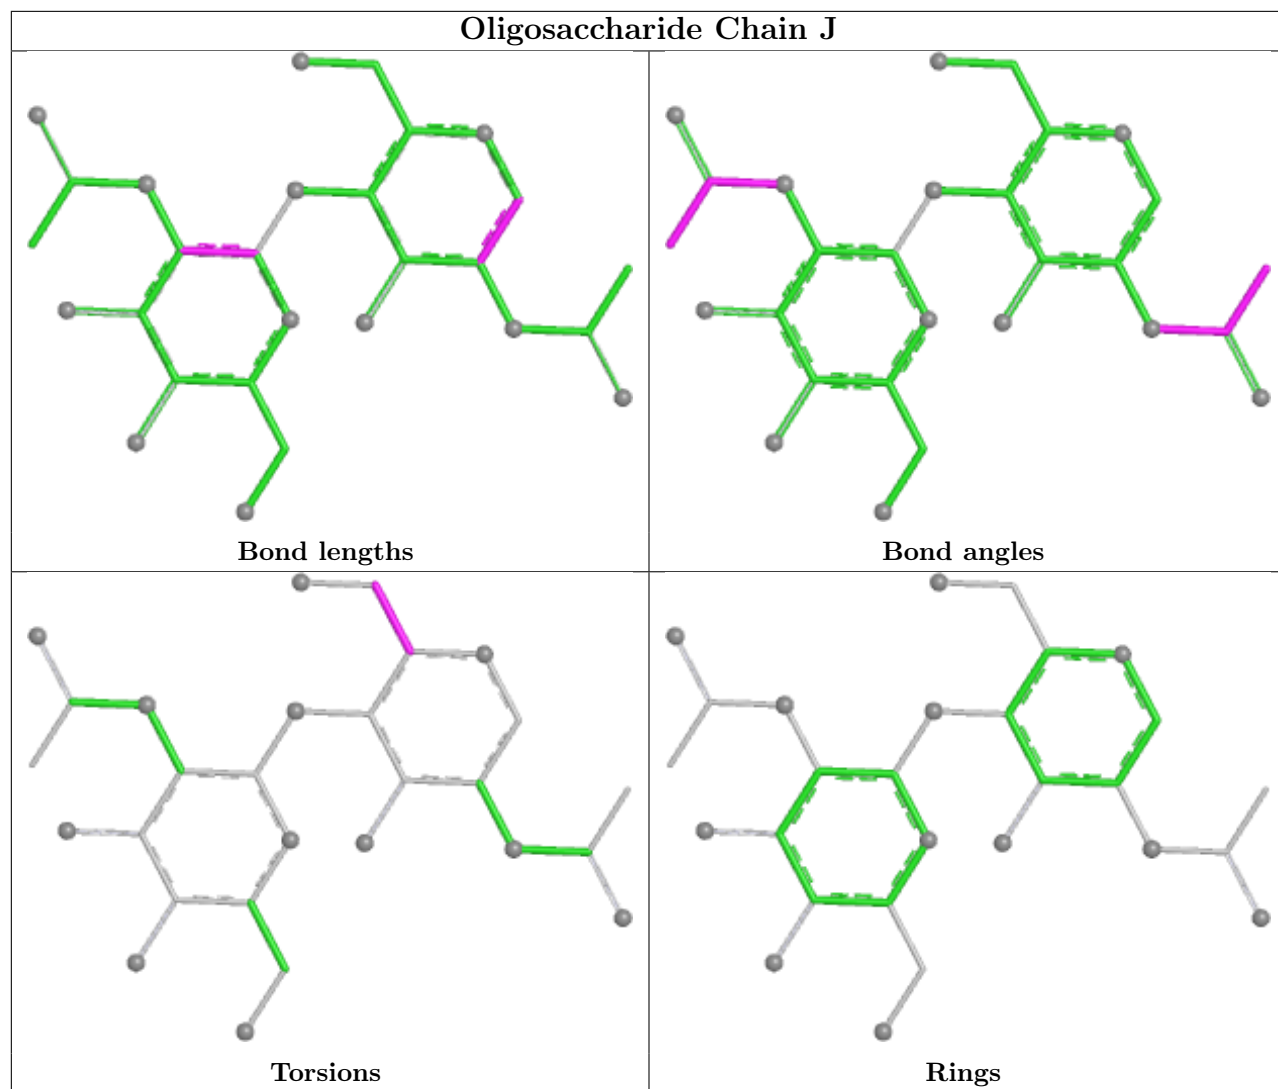 Oligosaccharide Chain J
Bond lengths
Bond angles
Torsions
Rings